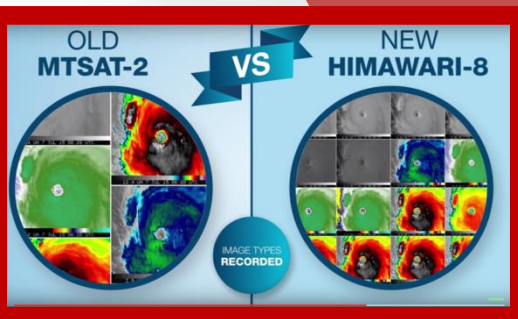 OLD
MTSAT-2
VS
NEW
HIMAWARI-8
IMAGE TYPES
RECORDED